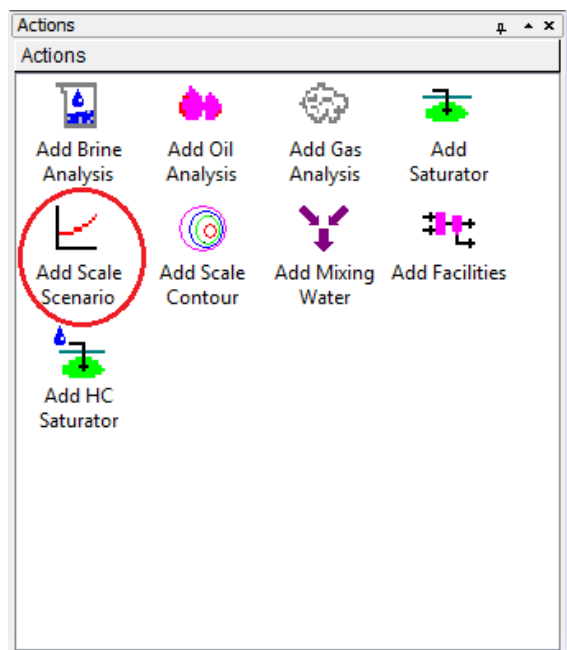 Actions
Actions
Add Brine
Analysis
Add Oil
Analysis
Add Gas
Analysis
Add
Saturator
Add Scale
Scenario
Add Scale
Contour
Add Mixing
Water
Add Facilities
Add HC
Saturator